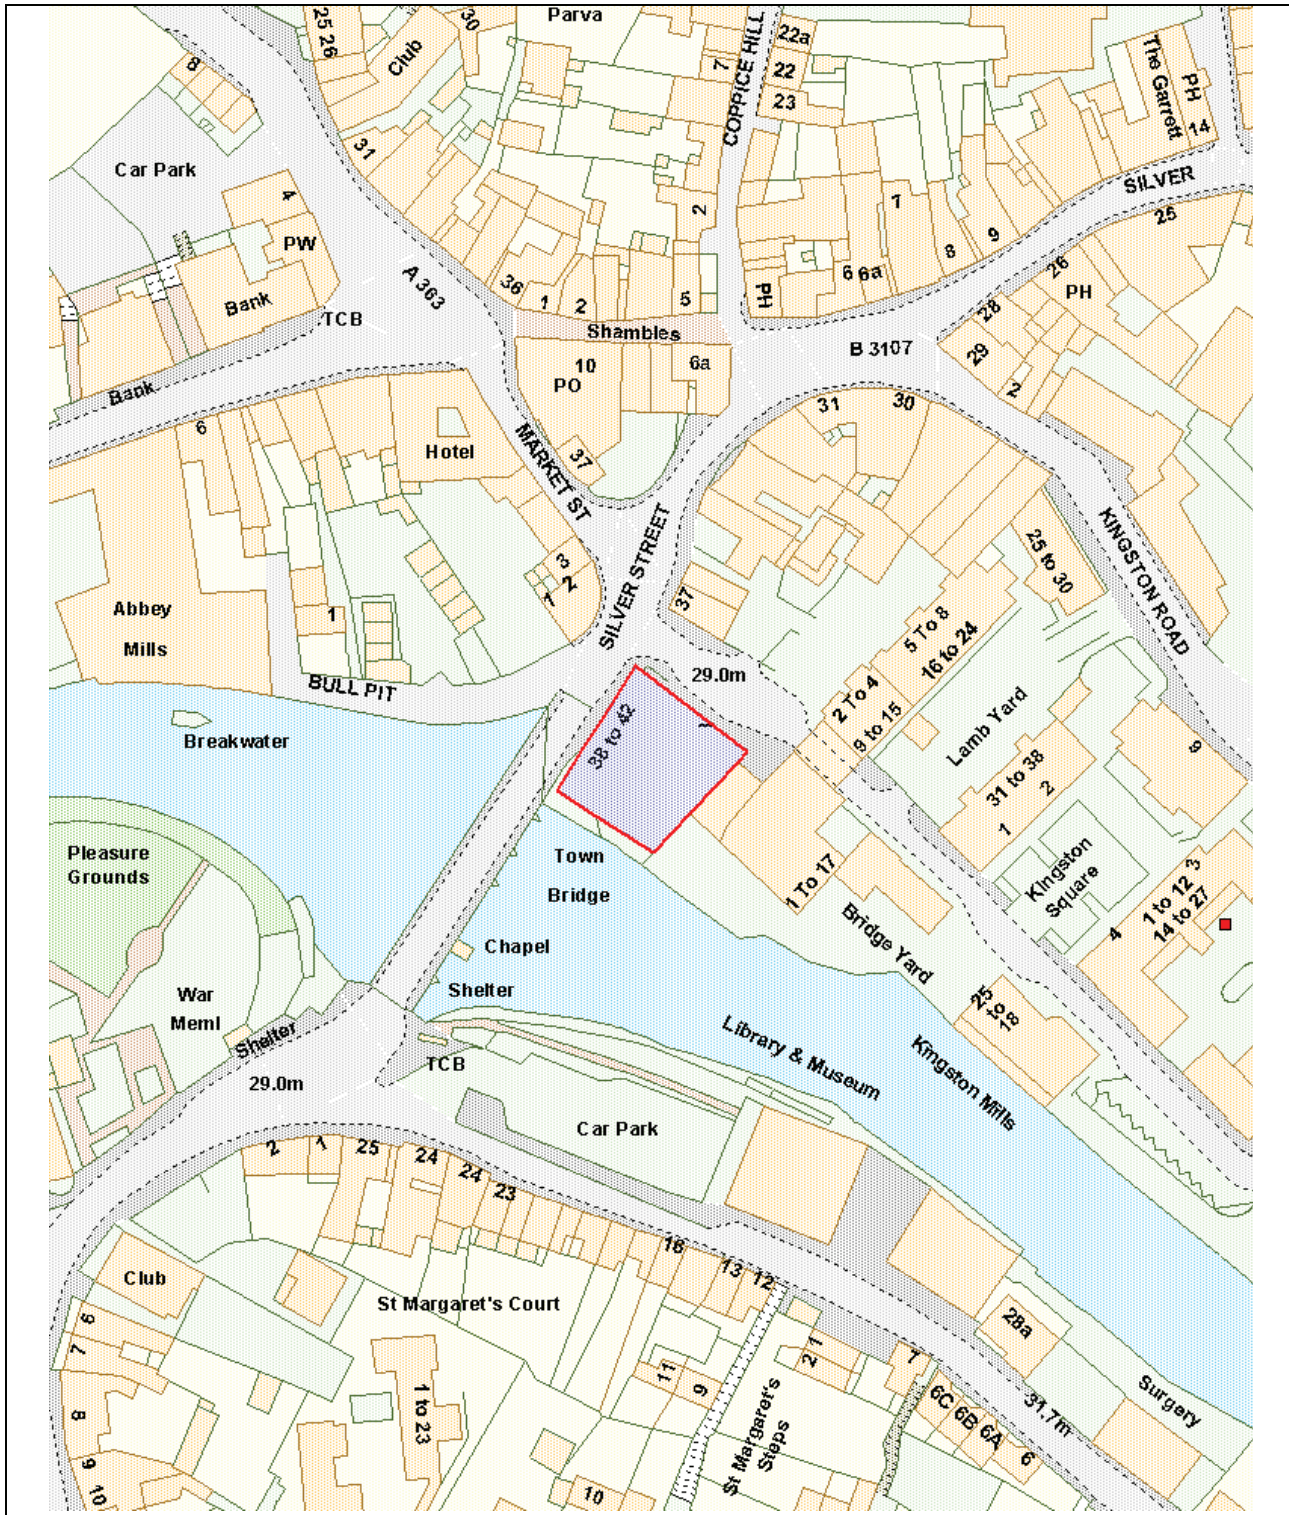 25 26
30
Club
Parva
7
COPPICE HILL
22a
22
23
The Garrett
PH
14
8
31
Car Park
4
PW
2
7
SILVER
25
A 363
36
1
2
5
PH
6
6a
8
9
26
PH
Bank
TCB
Shambles
28
B 3107
29
2
Bank
10
PO
6a
31
30
6
Hotel
MARKET ST
37
KINGSTON ROAD
SILVER STREET
25 to 30
3
2
1
37
1
Abbey
Mills
5 To 8
16 to 24
BULL PIT
29.0m
2 To 4
9 to 15
Lamb Yard
38 to 42
Breakwater
31 to 38
2
1
9
Pleasure
Grounds
Town
Bridge
1 To 17
Kingston
Square
3
1 to 12
14 to 27
4
Bridge Yard
Chapel
Shelter
War
Meml
Shelter
25
to
18
Library & Museum
Kingston Mills
TCB
29.0m
Car Park
2
1
25
24
24
23
18
13
12
Club
St Margaret's Court
6
7
28a
1
2
7
11
9
8
1 to 23
St Margaret's
Steps
6C
6B
6A
6
31.7m
Surgery
9
10
10